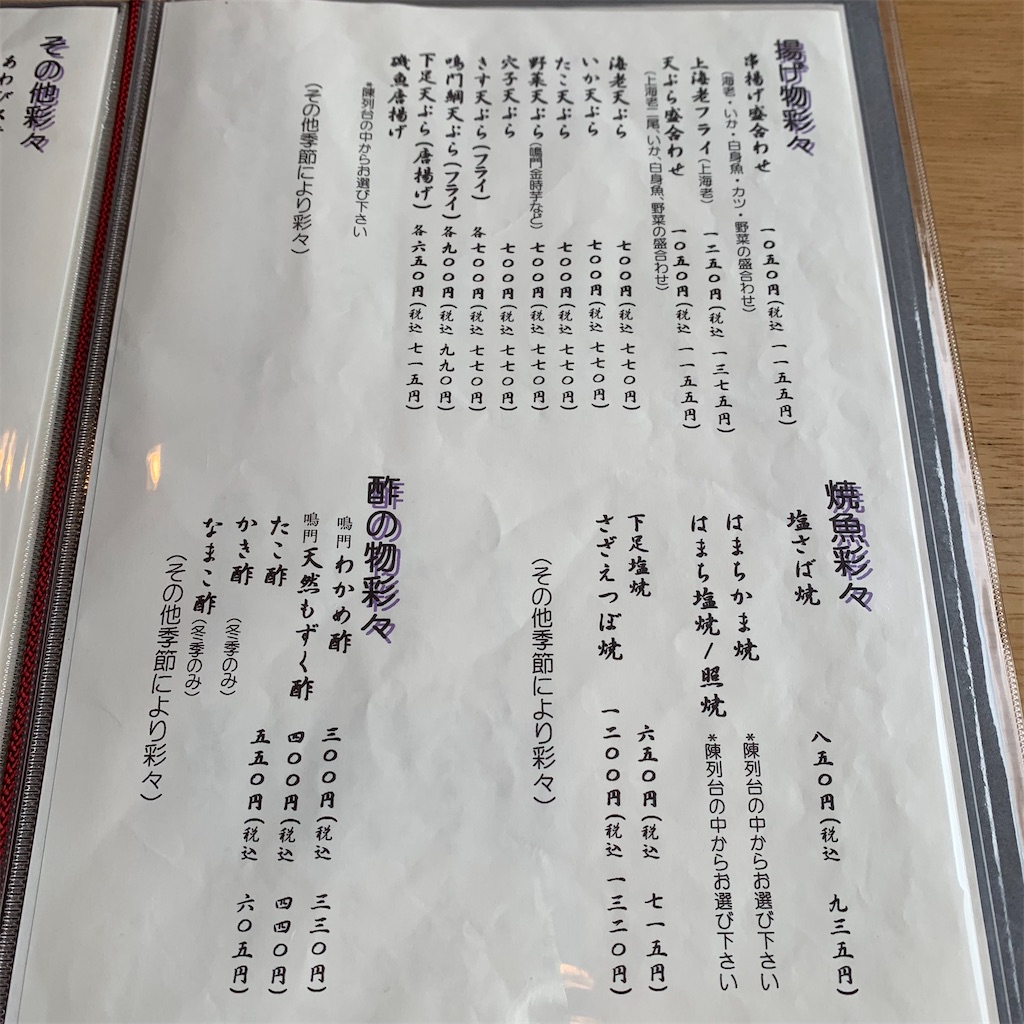 揚げ物彩々
串揚げ盛合わせ 一〇五〇円(税込 一一五五円)
(海老・いか・白身魚・カツ・野菜の盛合わせ)
上海老フライ(上海老) 一二五〇円(税込 一三七五円)
天ぷら盛合わせ 一〇五〇円(税込 一一五五円)
(上海老二尾、いか、白身魚、野菜の盛合わせ)
海老天ぷら 七〇〇円(税込 七七〇円)
いか天ぷら 七〇〇円(税込 七七〇円)
たこ天ぷら 七〇〇円(税込 七七〇円)
野菜天ぷら(鳴門金時芋など) 七〇〇円(税込 七七〇円)
穴子天ぷら 七〇〇円(税込 七七〇円)
きす天ぷら(フライ) 各七〇〇円(税込 七七〇円)
鳴門鯛天ぷら(フライ) 各九〇〇円(税込 九九〇円)
下足天ぷら(唐揚げ) 各六五〇円(税込 七一五円)
磯魚唐揚げ
*陳列台の中からお選び下さい
(その他季節により彩々)
焼魚彩々
塩さば焼 八五〇円(税込 九三五円)
はまちかま焼 *陳列台の中からお選び下さい
はまち塩焼/照焼 *陳列台の中からお選び下さい
下足塩焼 六五〇円(税込 七一五円)
さざえつぼ焼 一二〇〇円(税込 一三二〇円)
(その他季節により彩々)
酢の物彩々
鳴門わかめ酢 三〇〇円(税込 三三〇円)
鳴門天然もずく酢 四〇〇円(税込 四四〇円)
たこ酢 五五〇円(税込 六〇五円)
かき酢 (冬季のみ)
なまこ酢(冬季のみ)
(その他季節により彩々)
その他彩々
あわび